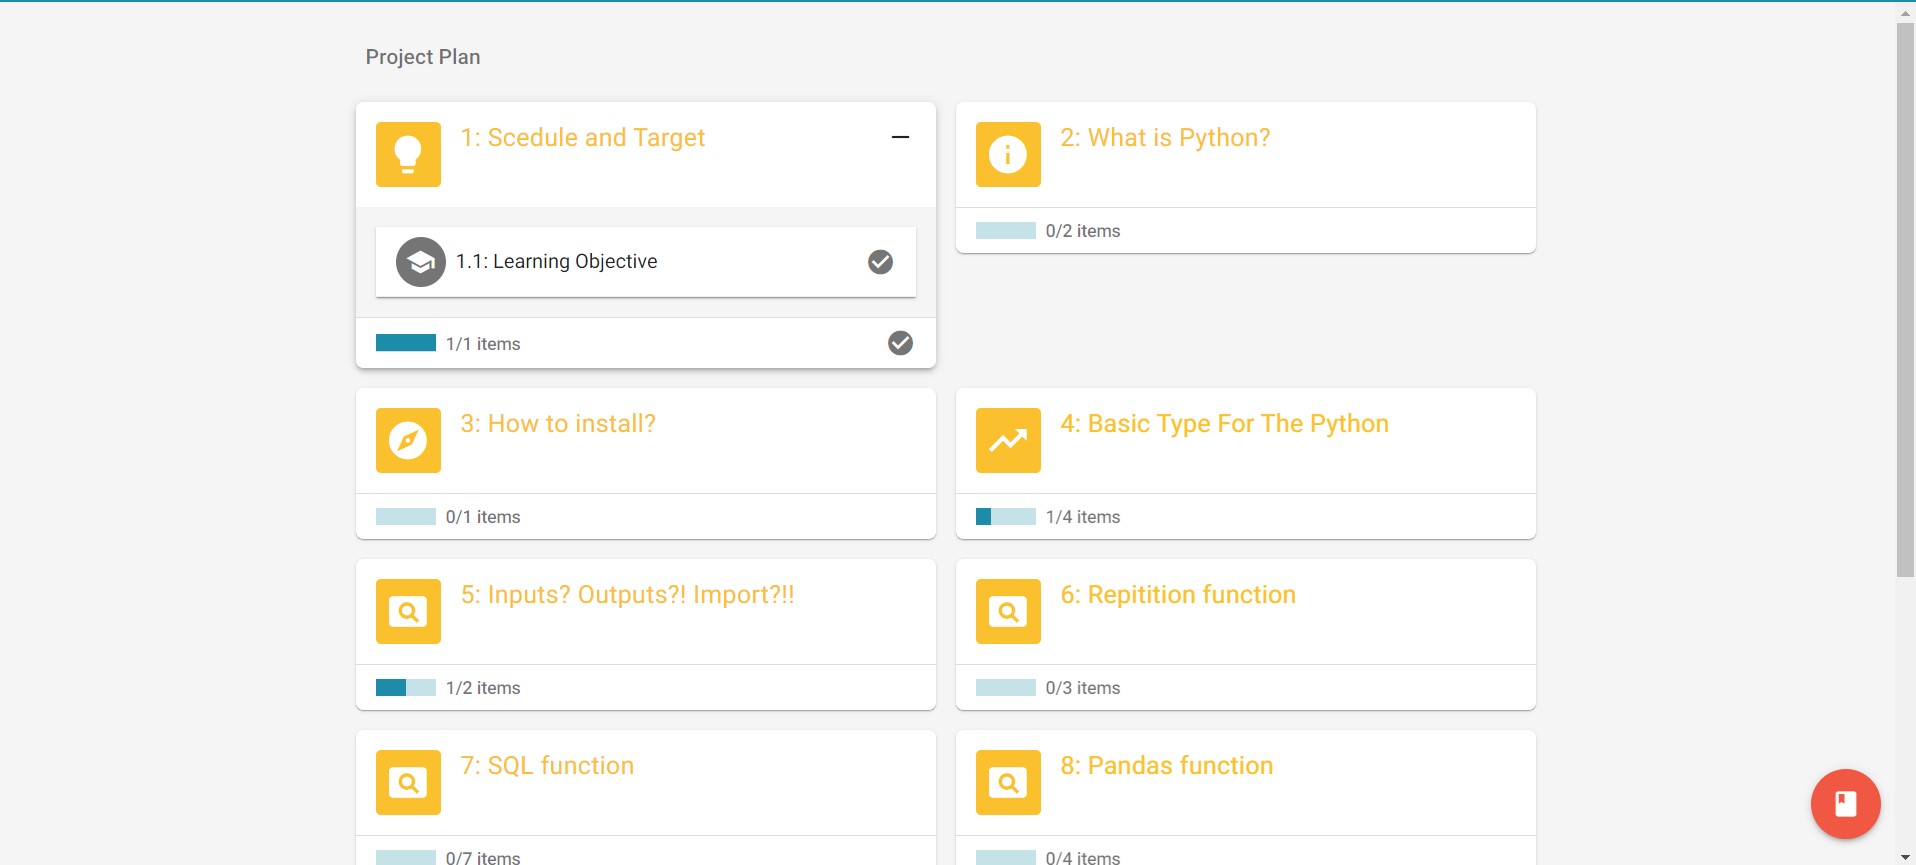 Project Plan
1: Scedule and Target
1.1: Learning Objective
1/1 items
2: What is Python?
0/2 items
3: How to install?
0/1 items
4: Basic Type For The Python
1/4 items
5: Inputs? Outputs?! Import?!!
1/2 items
6: Repitition function
0/3 items
7: SQL function
0/7 items
8: Pandas function
0/4 items